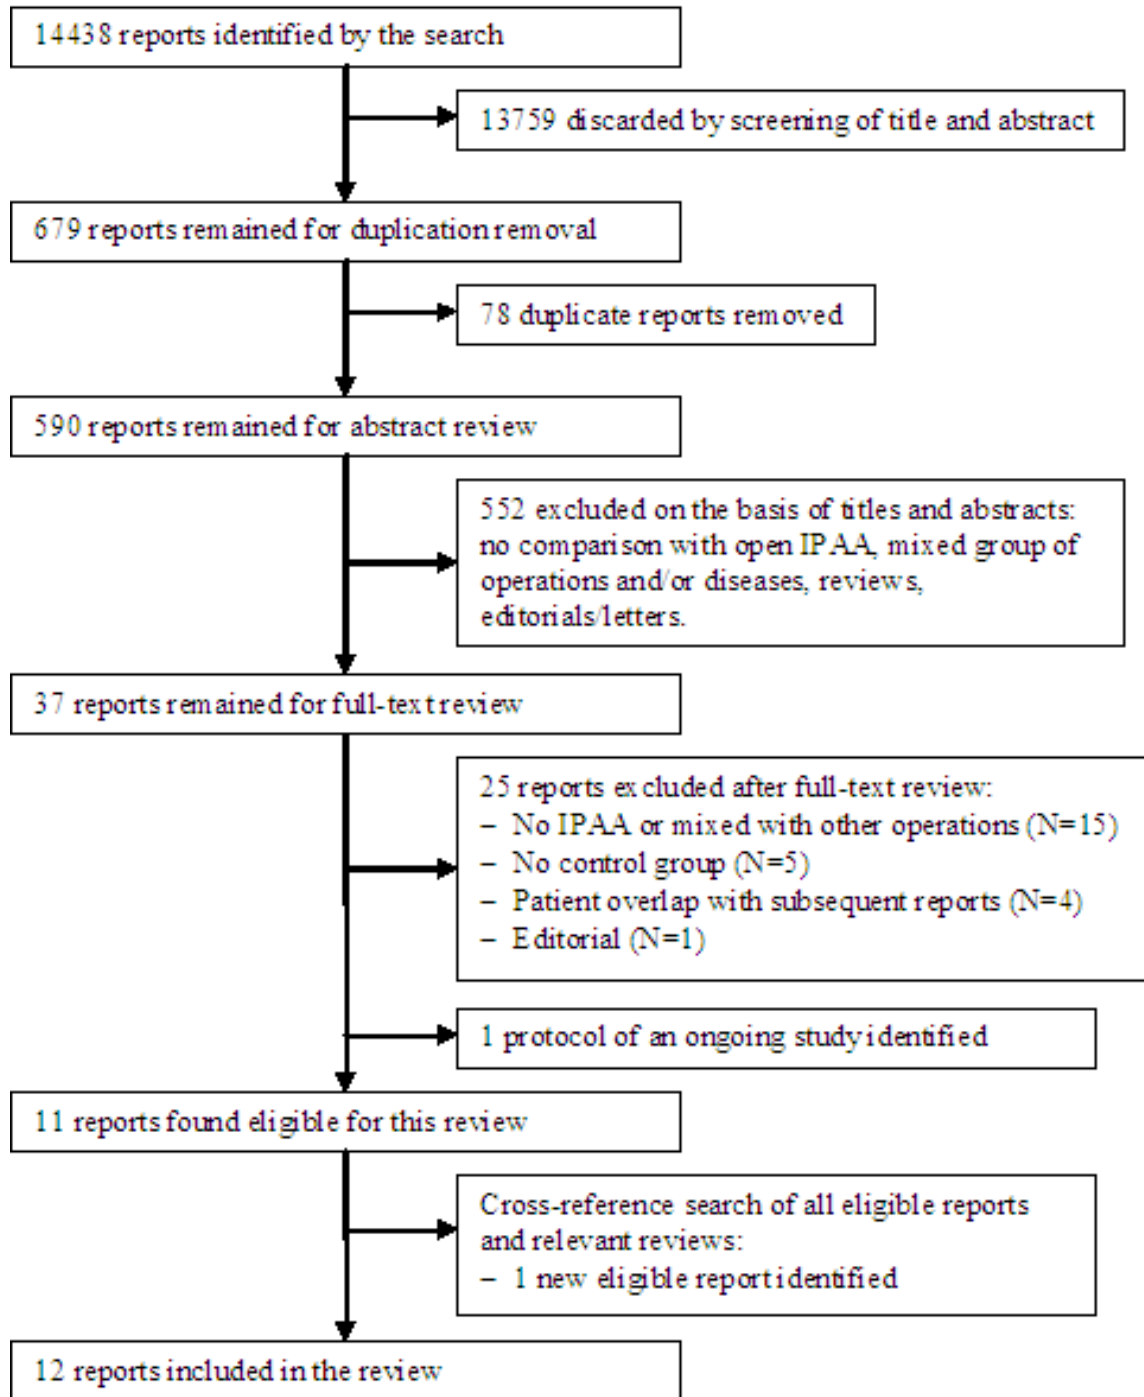 14438 reports identified by the search
13759 discarded by screening of title and abstract
679 reports remained for duplication removal
78 duplicate reports removed
590 reports remained for abstract review
552 excluded on the basis of titles and abstracts:
no comparison with open IPAA, mixed group of
operations and/or diseases, reviews,
editorials/letters.
37 reports remained for full-text review
25 reports excluded after full-text review:
– No IPAA or mixed with other operations (N=15)
– No control group (N=5)
– Patient overlap with subsequent reports (N=4)
– Editorial (N=1)
1 protocol of an ongoing study identified
11 reports found eligible for this review
Cross-reference search of all eligible reports
and relevant reviews:
– 1 new eligible report identified
12 reports included in the review